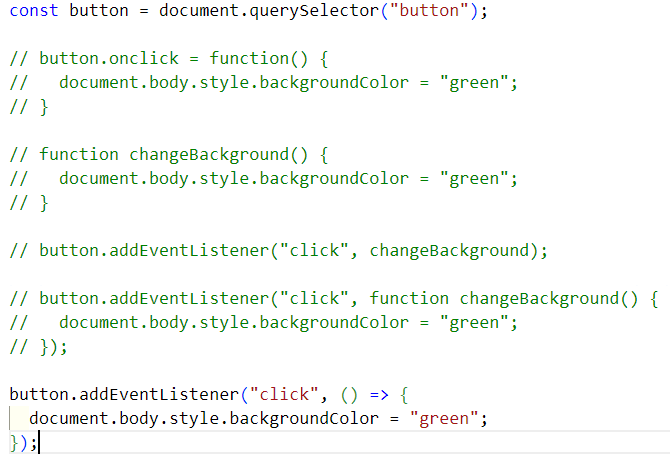 const button = document.querySelector("button");
// button.onclick = function() {
//   document.body.style.backgroundColor = "green";
// }
// function changeBackground() {
//   document.body.style.backgroundColor = "green";
// }
// button.addEventListener("click", changeBackground);
// button.addEventListener("click", function changeBackground() {
//   document.body.style.backgroundColor = "green";
// });
button.addEventListener("click", () => {
  document.body.style.backgroundColor = "green";
});